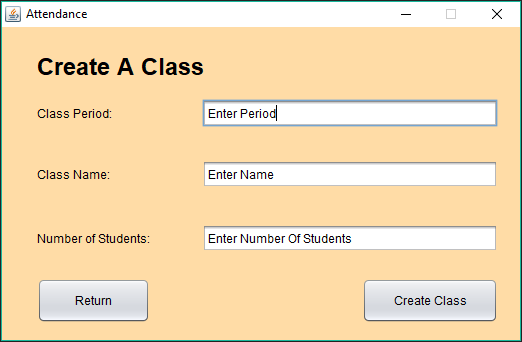 Attendance
Create A Class
Class Period: Enter Period
Class Name: Enter Name
Number of Students: Enter Number Of Students
Return Create Class